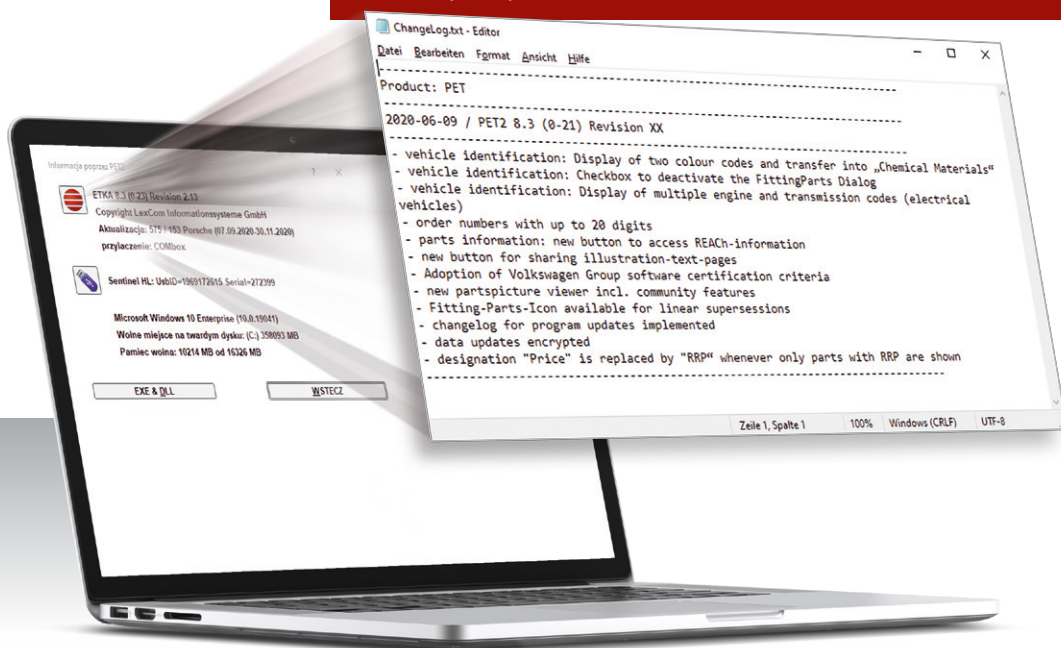 Informacja poprzez PET2
? X
ETKA 8.3 (0-23) Revision 2.13
Copyright LexCom Informationssysteme GmbH
Aktualizacja: 575 / 153 Porsche (07.09.2020-30.11.2020)
przylaczenie: COMbox
Sentinel HL: UsbID=1969172615 Serial=272399
Microsoft Windows 10 Enterprise (10.0.19041)
Wolne miejsce na twardym dysku: (C:) 358093 MB
Pamiec wolna: 10214 MB od 16326 MB
EXE & DLL
WSTECZ
ChangeLog.txt - Editor
Datei Bearbeiten Format Ansicht Hilfe
--------------------------------------------------------------------------------
Product: PET
--------------------------------------------------------------------------------
2020-06-09 / PET2 8.3 (0-21) Revision XX
--------------------------------------------------------------------------------
- vehicle identification: Display of two colour codes and transfer into „Chemical Materials“
- vehicle identification: Checkbox to deactivate the FittingParts Dialog
- vehicle identification: Display of multiple engine and transmission codes (electrical
vehicles)
- order numbers with up to 20 digits
- parts information: new button to access REACh-information
- new button for sharing illustration-text-pages
- Adoption of Volkswagen Group software certification criteria
- new partspicture viewer incl. community features
- Fitting-Parts-Icon available for linear supersessions
- changelog for program updates implemented
- data updates encrypted
- designation "Price" is replaced by "RRP“ whenever only parts with RRP are shown
--------------------------------------------------------------------------------
Zeile 1, Spalte 1 100% Windows (CRLF) UTF-8